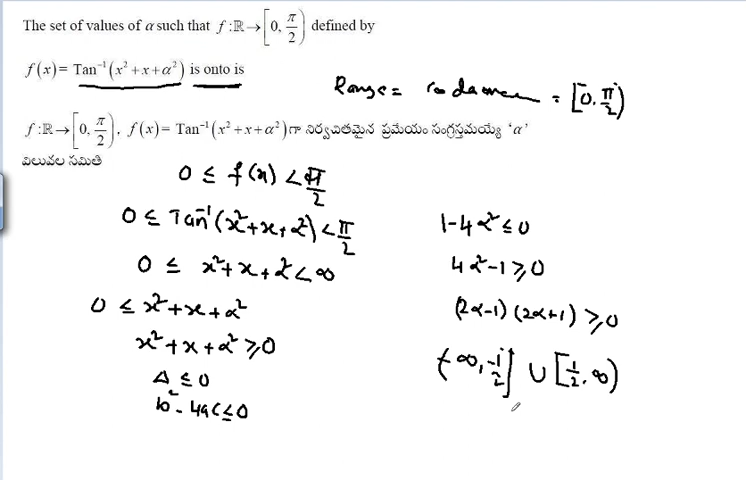 The set of values of α such that f : ℝ → [0, π/2) defined by
f(x) = Tan⁻¹(x² + x + α²) is onto is
Range = codomain = [0, π/2)
f : ℝ → [0, π/2), f(x) = Tan⁻¹(x² + x + α²)గా నిర్వచితమైన ప్రమేయం సంగ్రస్తమయ్యే 'α'
విలువల సమితి
0 ≤ f(x) < π/2
0 ≤ Tan⁻¹(x² + x + α²) < π/2
0 ≤ x² + x + α² < ∞
0 ≤ x² + x + α²
x² + x + α² ≥ 0
Δ ≤ 0
b² - 4ac ≤ 0
1 - 4α² ≤ 0
4α² - 1 ≥ 0
(2α - 1) (2α + 1) ≥ 0
(-∞, -1/2] ∪ [1/2, ∞)